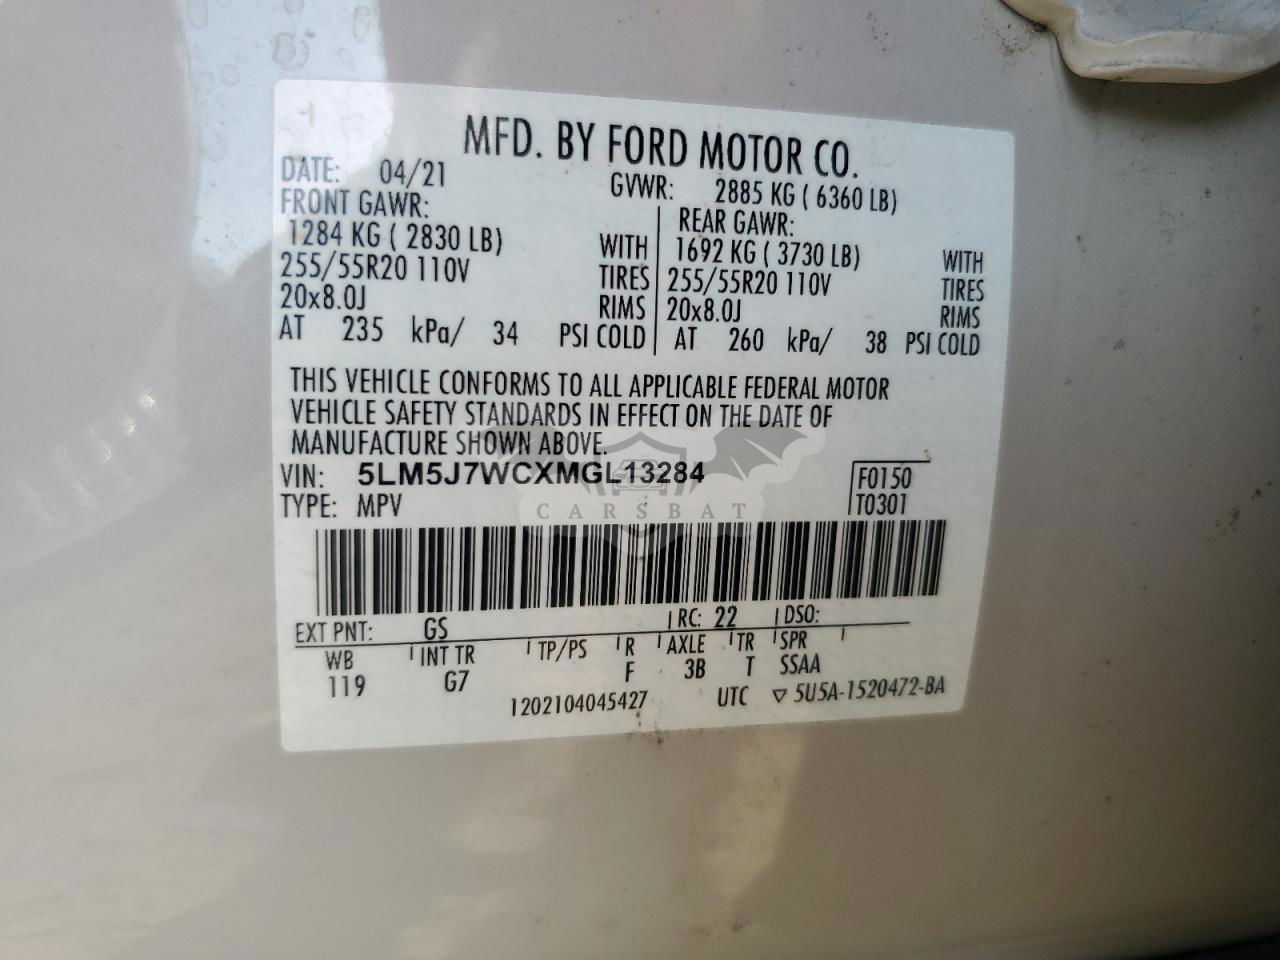 MFD. BY FORD MOTOR CO.
DATE: 04/21
GVWR: 2885 KG ( 6360 LB)
FRONT GAWR:
1284 KG ( 2830 LB) WITH
255/55R20 110V TIRES
20x8.0J RIMS
AT 235 kPa/ 34 PSI COLD
REAR GAWR:
1692 KG ( 3730 LB) WITH
255/55R20 110V TIRES
20x8.0J RIMS
AT 260 kPa/ 38 PSI COLD
THIS VEHICLE CONFORMS TO ALL APPLICABLE FEDERAL MOTOR
VEHICLE SAFETY STANDARDS IN EFFECT ON THE DATE OF
MANUFACTURE SHOWN ABOVE.
VIN: 5LM5J7WCXMGL13284
F0150
TYPE: MPV
T0301
CARSBAT
EXT PNT: GS RC: 22 DSO:
WB INT TR TP/PS R AXLE TR SPR
119 G7 F 3B T SSAA
1202104045427 UTC ▽ 5U5A-1520472-BA